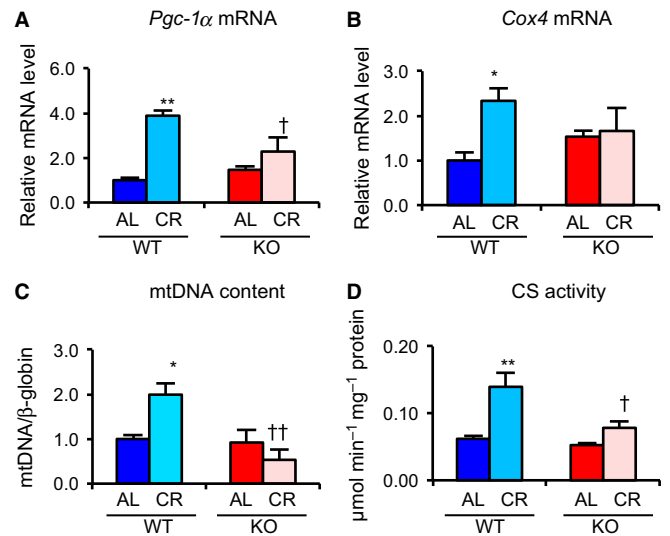 A
Pgc-1α mRNA
Relative mRNA level
6.0
4.0
2.0
0.0
**
†
AL CR AL CR
WT KO
B
Cox4 mRNA
Relative mRNA level
3.0
2.0
1.0
0.0
*
AL CR AL CR
WT KO
C
mtDNA content
mtDNA/β-globin
3.0
2.0
1.0
0.0
*
††
AL CR AL CR
WT KO
D
CS activity
μmol min−1 mg−1 protein
0.20
0.10
0.00
**
†
AL CR AL CR
WT KO